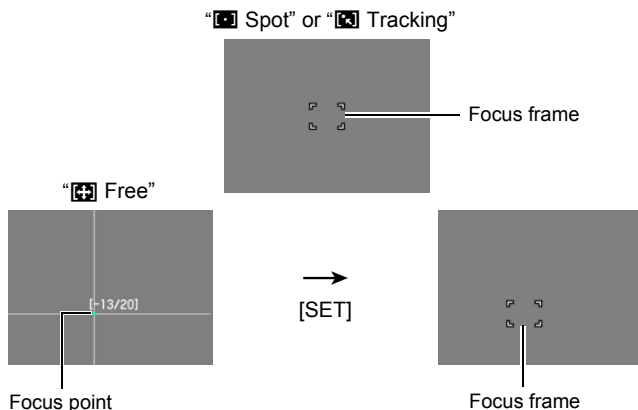 “[•] Spot” or “[↖] Tracking”
Focus frame
“[✥] Free”
[-13/20]
[SET]
Focus point
Focus frame